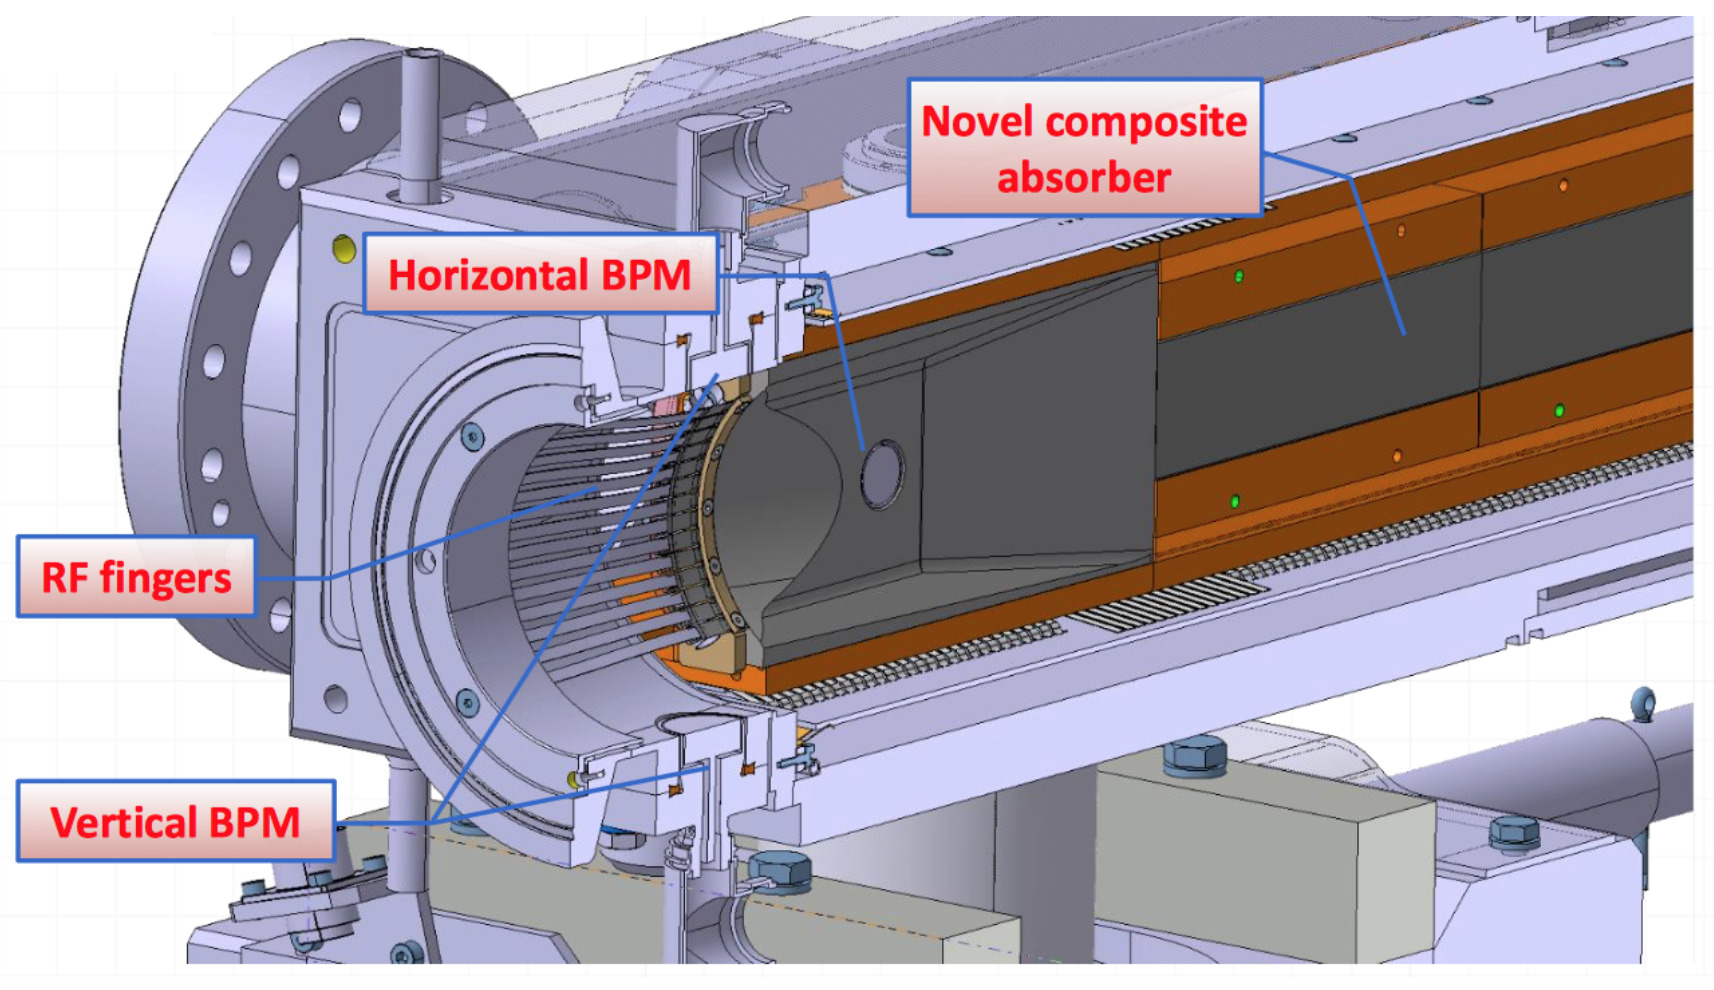 Novel composite
absorber
Horizontal BPM
RF fingers
Vertical BPM